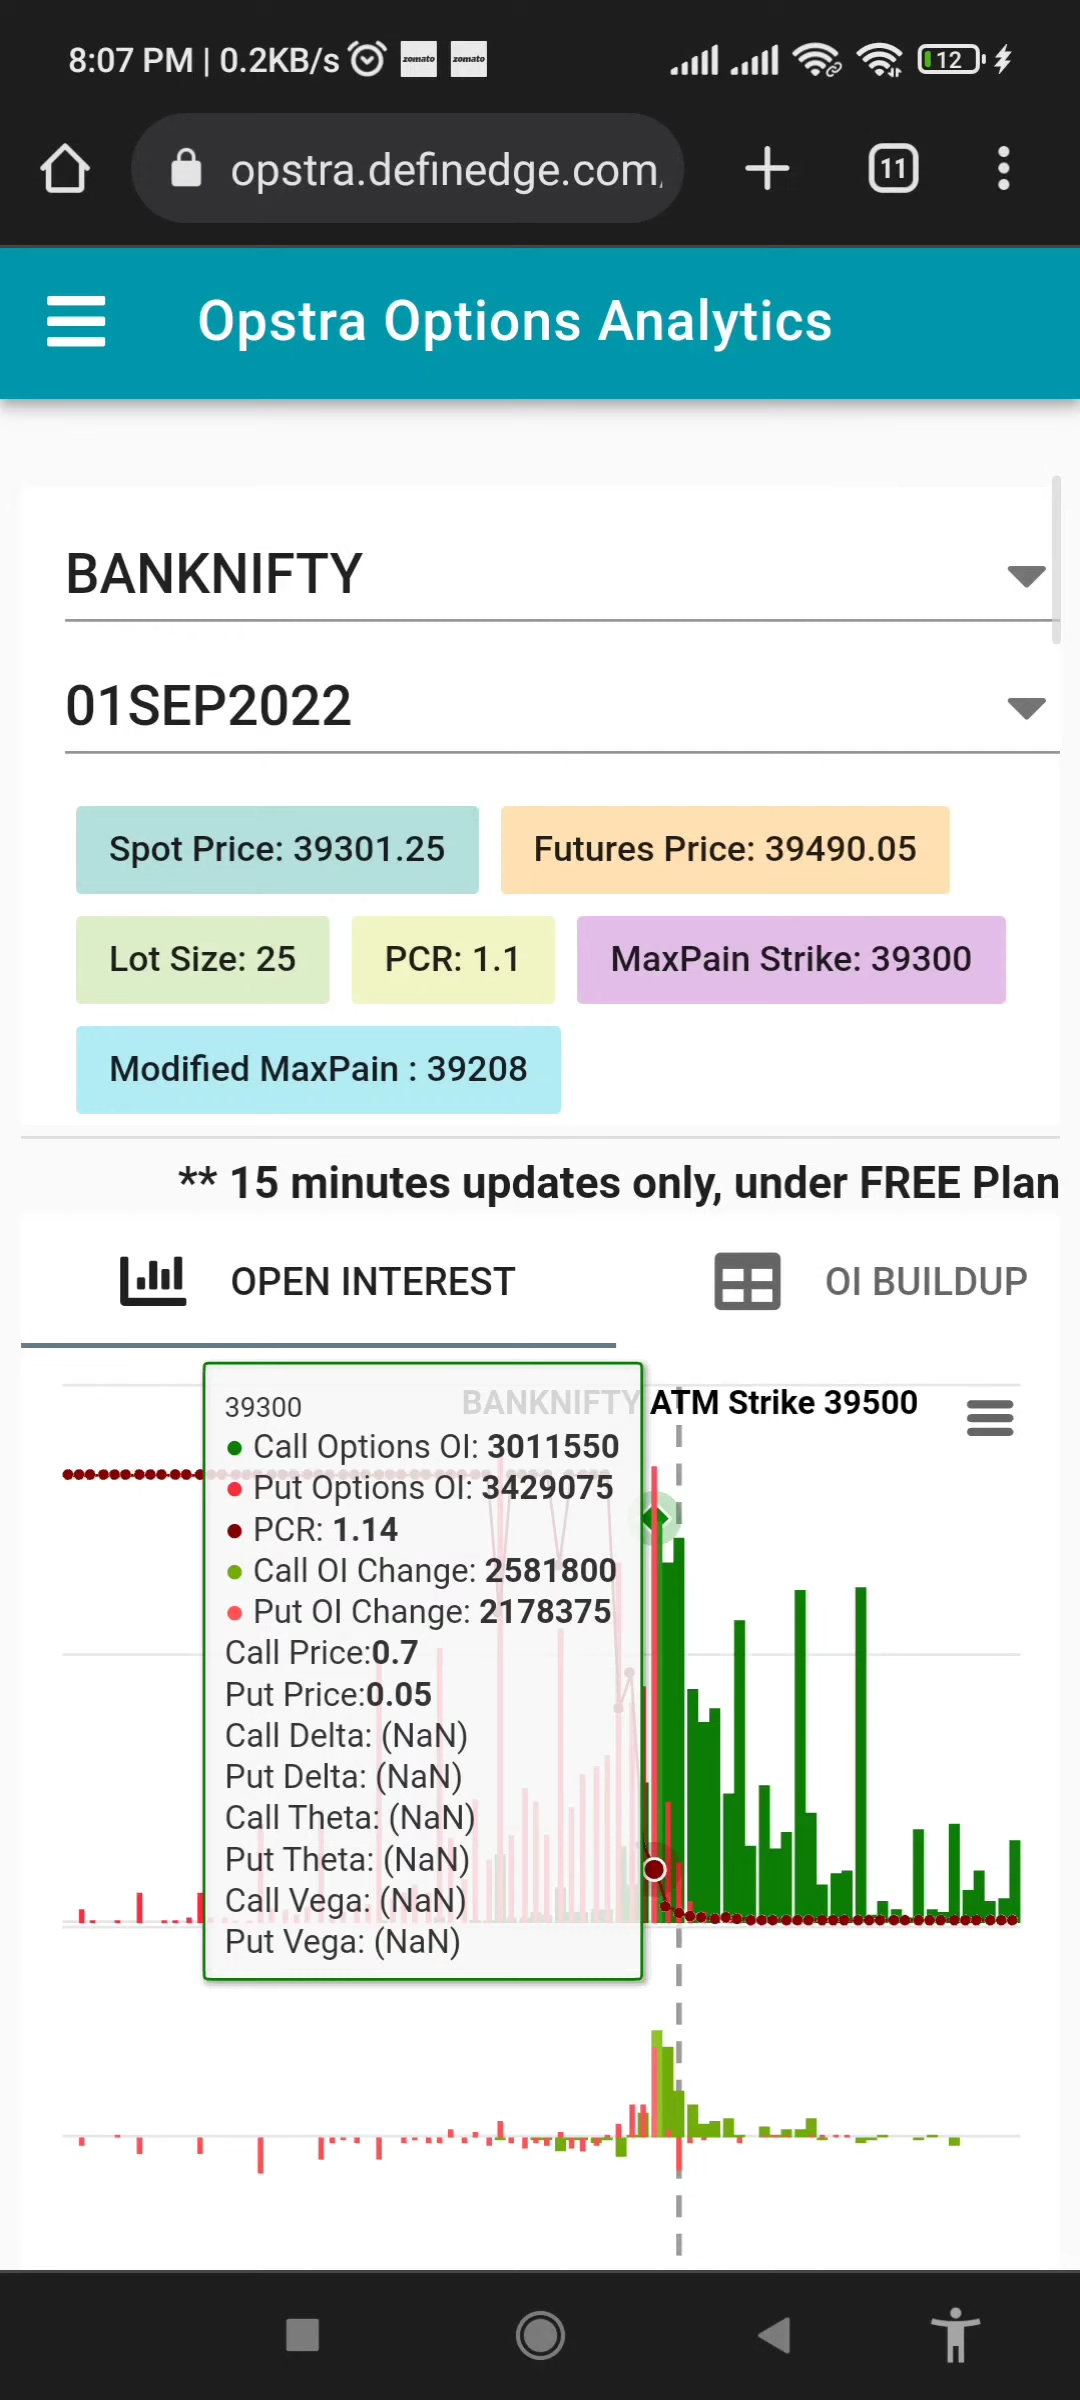 8:07 PM | 0.2KB/s zomato zomato 12
opstra.definedge.com/ 11
Opstra Options Analytics
BANKNIFTY
01SEP2022
Spot Price: 39301.25 Futures Price: 39490.05
Lot Size: 25 PCR: 1.1 MaxPain Strike: 39300
Modified MaxPain : 39208
** 15 minutes updates only, under FREE Plan
OPEN INTEREST OI BUILDUP
BANKNIFTY ATM Strike 39500
39300
Call Options OI: 3011550
Put Options OI: 3429075
PCR: 1.14
Call OI Change: 2581800
Put OI Change: 2178375
Call Price:0.7
Put Price:0.05
Call Delta: (NaN)
Put Delta: (NaN)
Call Theta: (NaN)
Put Theta: (NaN)
Call Vega: (NaN)
Put Vega: (NaN)